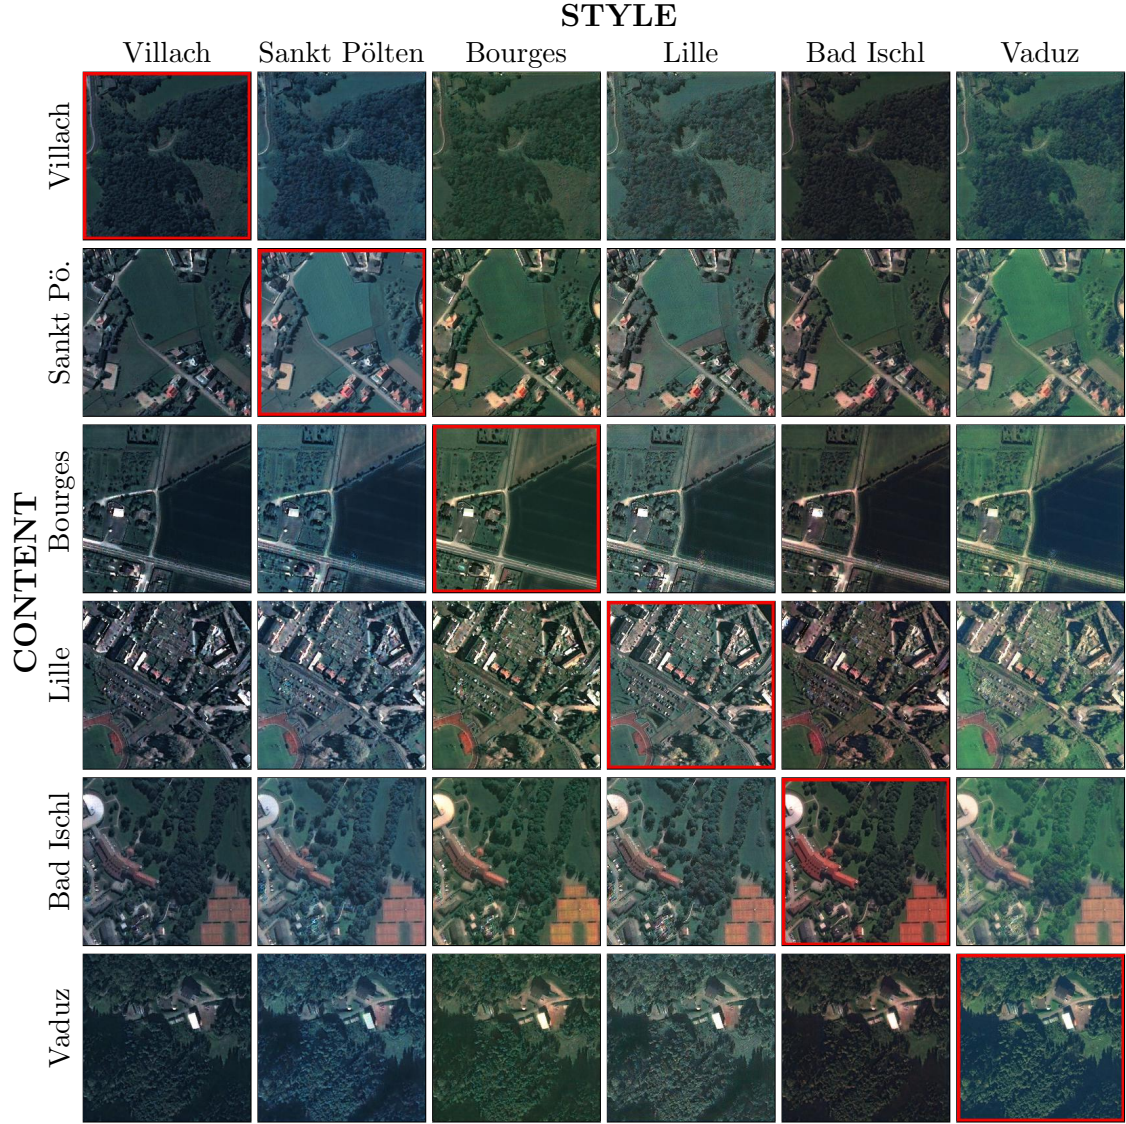 STYLE
Villach Sankt Pölten Bourges Lille Bad Ischl Vaduz
CONTENT
Villach
Sankt Pö.
Bourges
Lille
Bad Ischl
Vaduz